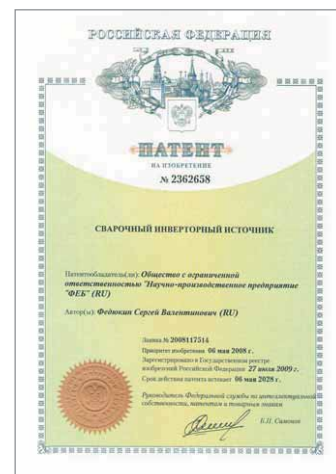 РОССИЙСКАЯ ФЕДЕРАЦИЯ
ПАТЕНТ
НА ИЗОБРЕТЕНИЕ
№ 2362658
СВАРОЧНЫЙ ИНВЕРТОРНЫЙ ИСТОЧНИК
Патентообладатель(ли): Общество с ограниченной
ответственностью "Научно-производственное предприятие
"ФЕБ" (RU)
Автор(ы): Федюкин Сергей Валентинович (RU)
Заявка № 2008117514
Приоритет изобретения 06 мая 2008 г.
Зарегистрировано в Государственном реестре
изобретений Российской Федерации 27 июля 2009 г.
Срок действия патента истекает 06 мая 2028 г.
Руководитель Федеральной службы по интеллектуальной
собственности, патентам и товарным знакам
Б.П. Симонов